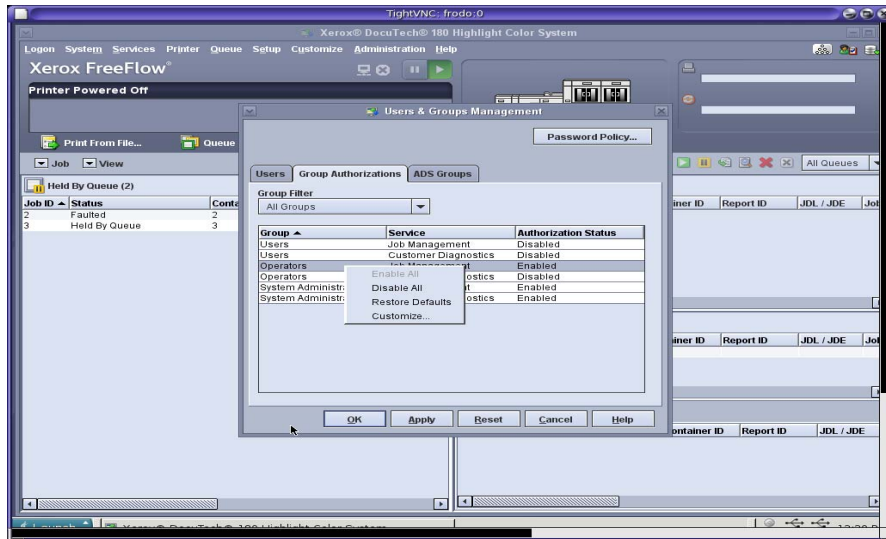 TightVNC: frodo:0
Xerox® DocuTech® 180 Highlight Color System
Logon System Services Printer Queue Setup Customize Administration Help
Xerox FreeFlow®
Printer Powered Off
Users & Groups Management
Password Policy...
Print From File...
Queue
Job
View
All Queues
Users
Group Authorizations
ADS Groups
Held By Queue (2)
Group Filter
All Groups
Job ID Status
2 Faulted 2
3 Held By Queue 3
Group Service Authorization Status
Users Job Management Disabled
Users Customer Diagnostics Disabled
Operators Enabled
Operators Disabled
Enabled
Enabled
Enable All
Disable All
Restore Defaults
Customize...
Report ID JDL / JDE
Report ID JDL / JDE
OK
Apply
Reset
Cancel
Help
Report ID JDL / JDE